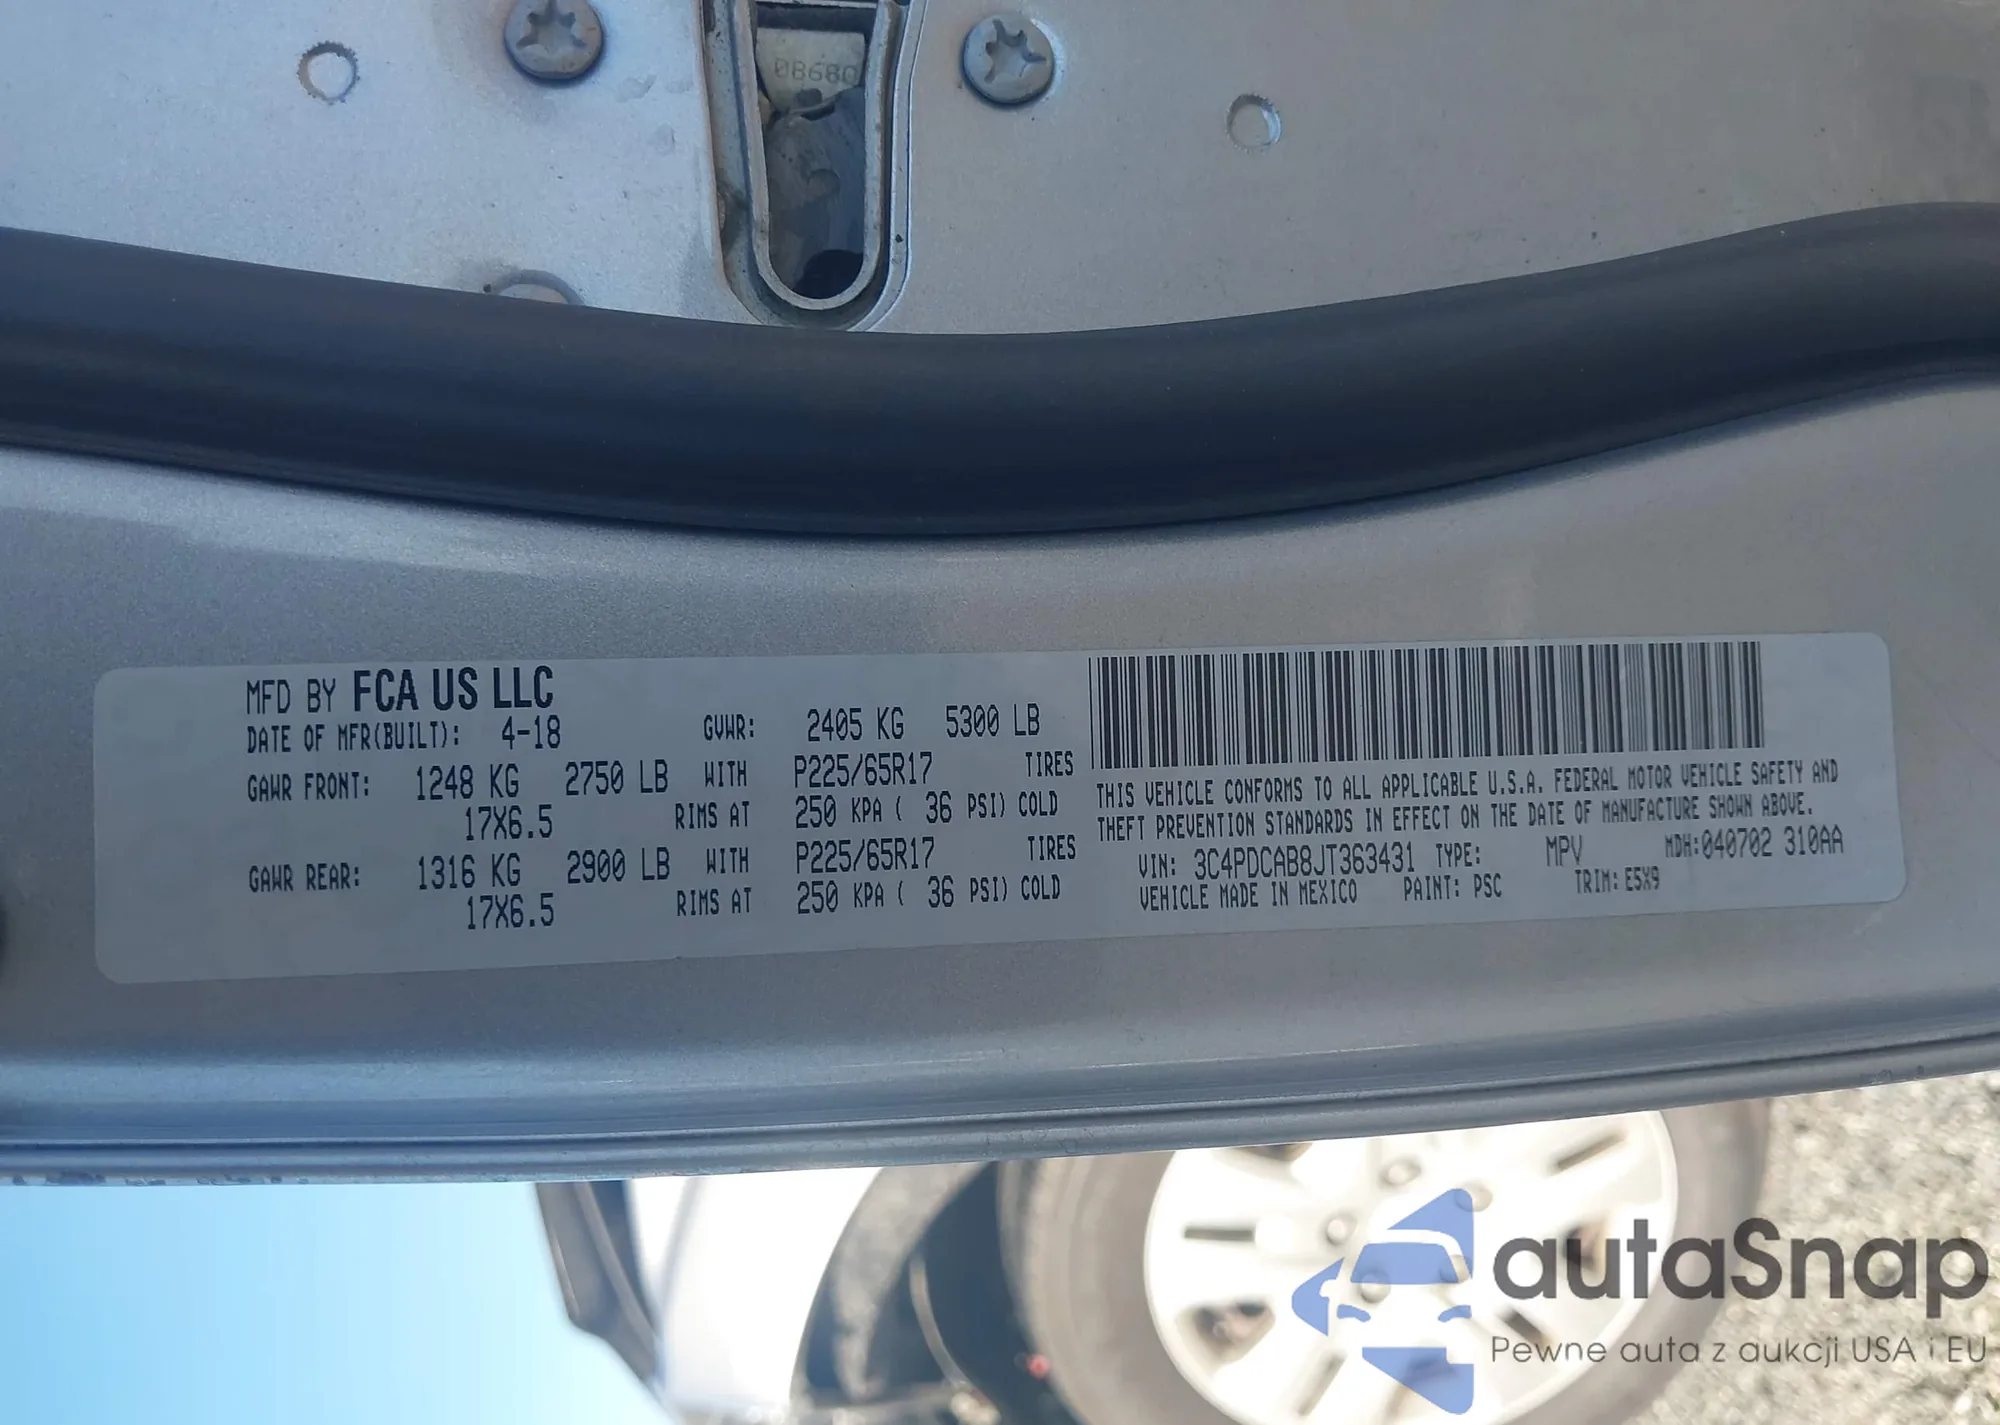 08680
MFD BY FCA US LLC
DATE OF MFR(BUILT): 4-18 GVWR: 2405 KG 5300 LB
GAWR FRONT: 1248 KG 2750 LB WITH P225/65R17 TIRES
17X6.5 RIMS AT 250 KPA ( 36 PSI) COLD
GAWR REAR: 1316 KG 2900 LB WITH P225/65R17 TIRES
17X6.5 RIMS AT 250 KPA ( 36 PSI) COLD
THIS VEHICLE CONFORMS TO ALL APPLICABLE U.S.A. FEDERAL MOTOR VEHICLE SAFETY AND
THEFT PREVENTION STANDARDS IN EFFECT ON THE DATE OF MANUFACTURE SHOWN ABOVE.
VIN: 3C4PDCAB8JT363431 TYPE: MPV MDH:040702 310AA
VEHICLE MADE IN MEXICO PAINT: PSC TRIM: E5X9
autaSnap
Pewne auta z aukcji USA i EU